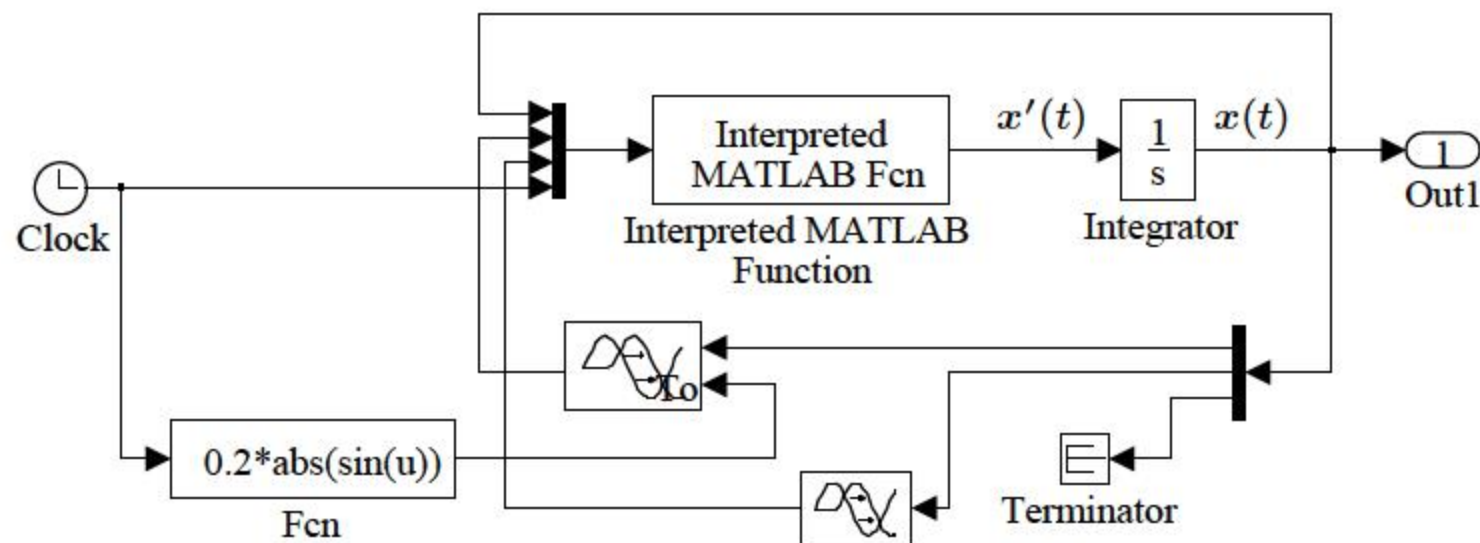 Interpreted
MATLAB Fcn
Interpreted MATLAB
Function
x′(t)
1
s
Integrator
x(t)
1
Out1
Clock
To
0.2*abs(sin(u))
Fcn
Terminator